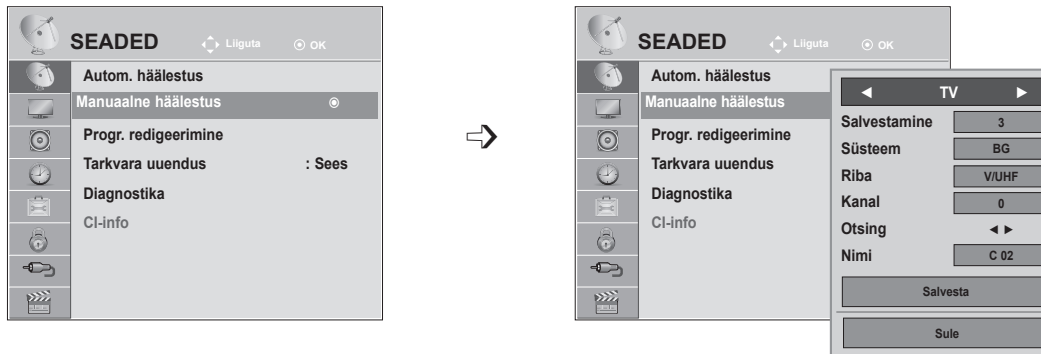 SEADED Liiguta OK
Autom. häälestus
Manuaalne häälestus
Progr. redigeerimine
Tarkvara uuendus : Sees
Diagnostika
CI-info
SEADED Liiguta OK
Autom. häälestus
Manuaalne häälestus
Progr. redigeerimine
Tarkvara uuendus
Diagnostika
CI-info
◄ TV ►
Salvestamine 3
Süsteem BG
Riba V/UHF
Kanal 0
Otsing ◄ ►
Nimi C 02
Salvesta
Sule